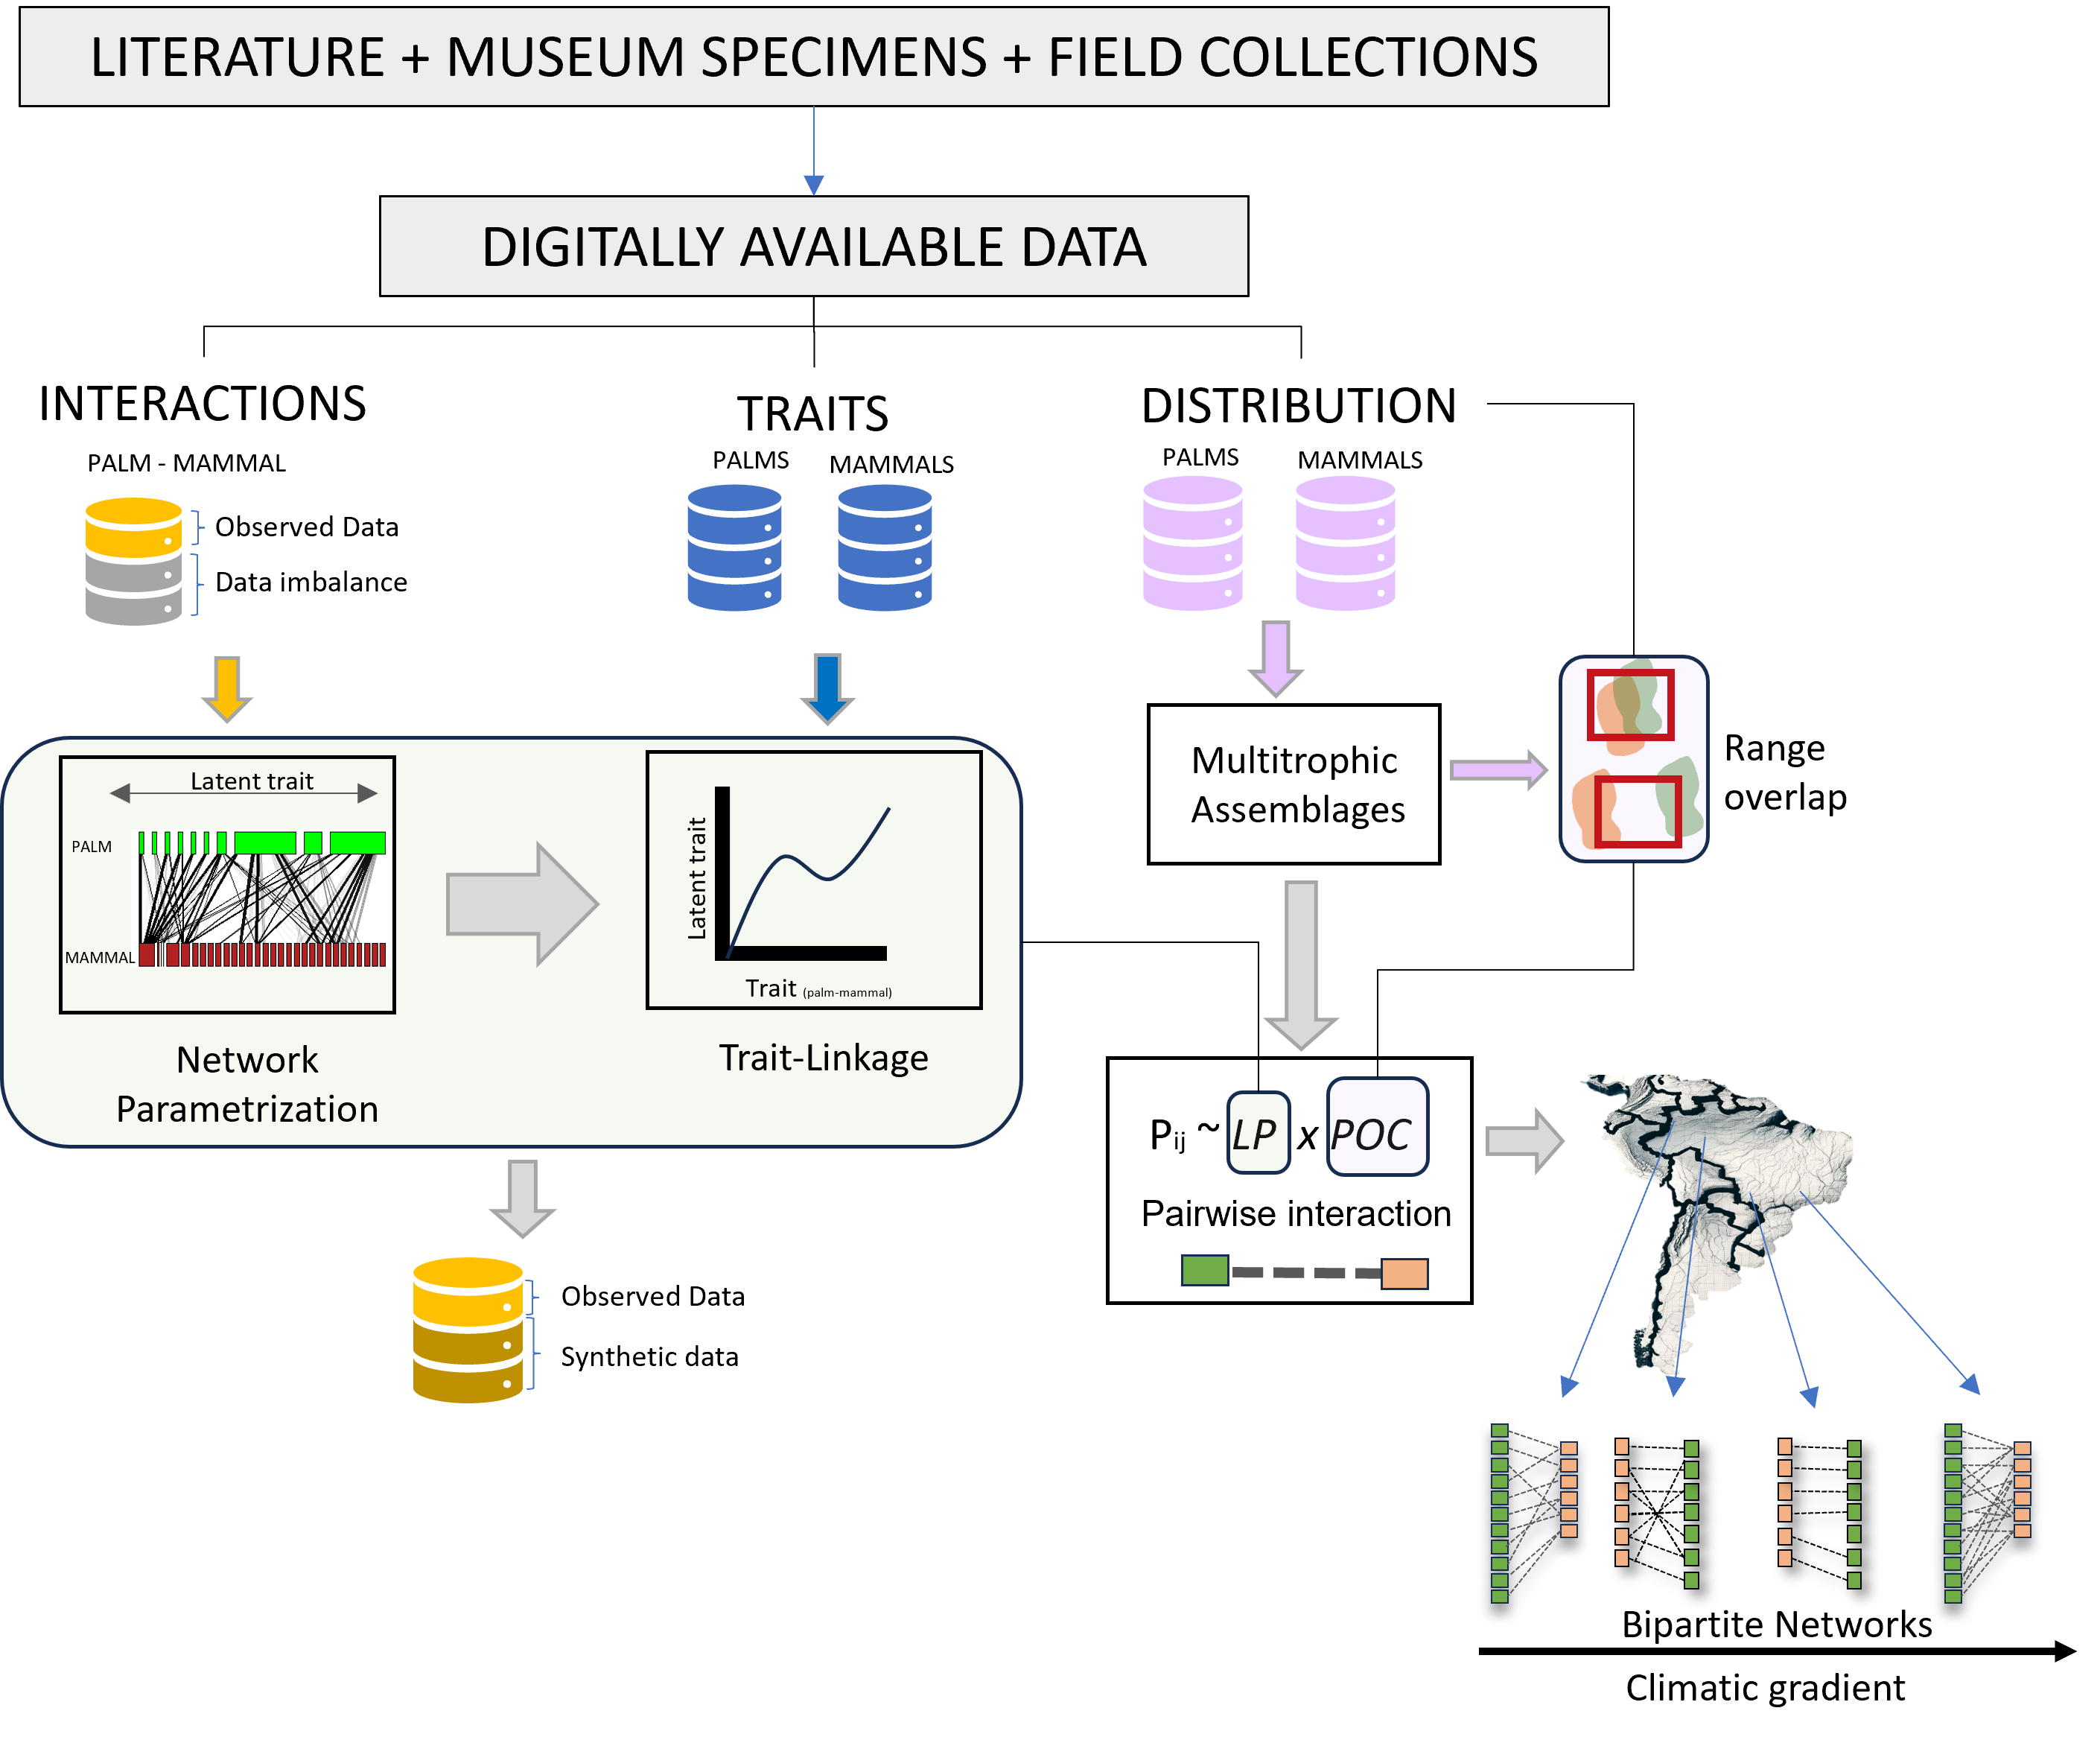 LITERATURE + MUSEUM SPECIMENS + FIELD COLLECTIONS
DIGITALLY AVAILABLE DATA
INTERACTIONS
PALM - MAMMAL
Observed Data
Data imbalance
TRAITS
PALMS
MAMMALS
DISTRIBUTION
PALMS
MAMMALS
Latent trait
PALM
MAMMAL
Network
Parametrization
Latent trait
Trait (palm-mammal)
Trait-Linkage
Multitrophic
Assemblages
Range
overlap
Pij ~ LP x POC
Pairwise interaction
Observed Data
Synthetic data
Bipartite Networks
Climatic gradient